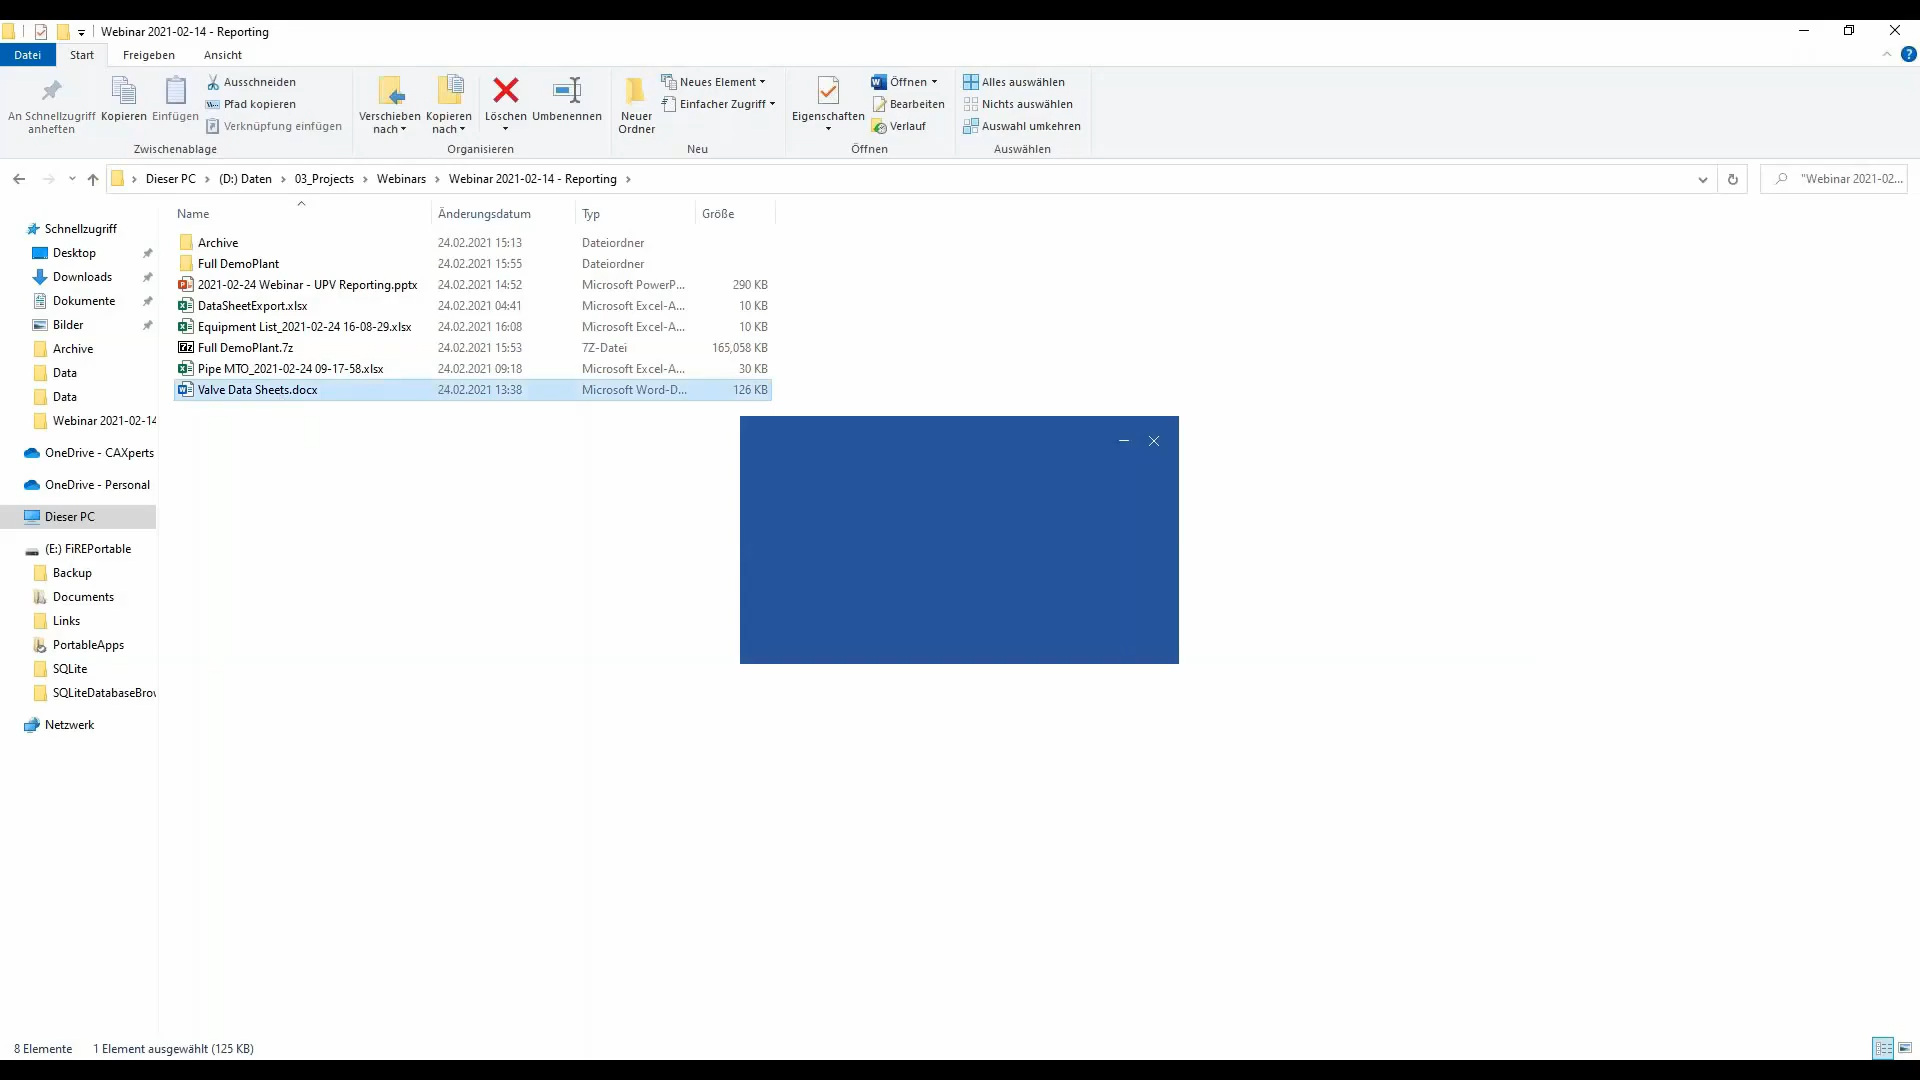 Webinar 2021-02-14 - Reporting
Datei Start Freigeben Ansicht
An Schnellzugriff anheften
Kopieren
Einfügen
Ausschneiden
Pfad kopieren
Verknüpfung einfügen
Zwischenablage
Verschieben nach
Kopieren nach
Löschen
Umbenennen
Organisieren
Neuer Ordner
Neues Element
Einfacher Zugriff
Neu
Eigenschaften
Öffnen
Bearbeiten
Verlauf
Öffnen
Alles auswählen
Nichts auswählen
Auswahl umkehren
Auswählen
Dieser PC (D:) Daten 03_Projects Webinars Webinar 2021-02-14 - Reporting
"Webinar 2021-02...
Schnellzugriff
Desktop
Downloads
Dokumente
Bilder
Archive
Data
Data
Webinar 2021-02-14
OneDrive - CAXperts
OneDrive - Personal
Dieser PC
(E:) FiREPortable
Backup
Documents
Links
PortableApps
SQLite
SQLiteDatabaseBrov
Netzwerk
Name Änderungsdatum Typ Größe
Archive 24.02.2021 15:13 Dateiordner
Full DemoPlant 24.02.2021 15:55 Dateiordner
2021-02-24 Webinar - UPV Reporting.pptx 24.02.2021 14:52 Microsoft PowerP... 290 KB
DataSheetExport.xlsx 24.02.2021 04:41 Microsoft Excel-A... 10 KB
Equipment List_2021-02-24 16-08-29.xlsx 24.02.2021 16:08 Microsoft Excel-A... 10 KB
Full DemoPlant.7z 24.02.2021 15:53 7Z-Datei 165,058 KB
Pipe MTO_2021-02-24 09-17-58.xlsx 24.02.2021 09:18 Microsoft Excel-A... 30 KB
Valve Data Sheets.docx 24.02.2021 13:38 Microsoft Word-D... 126 KB
8 Elemente 1 Element ausgewählt (125 KB)